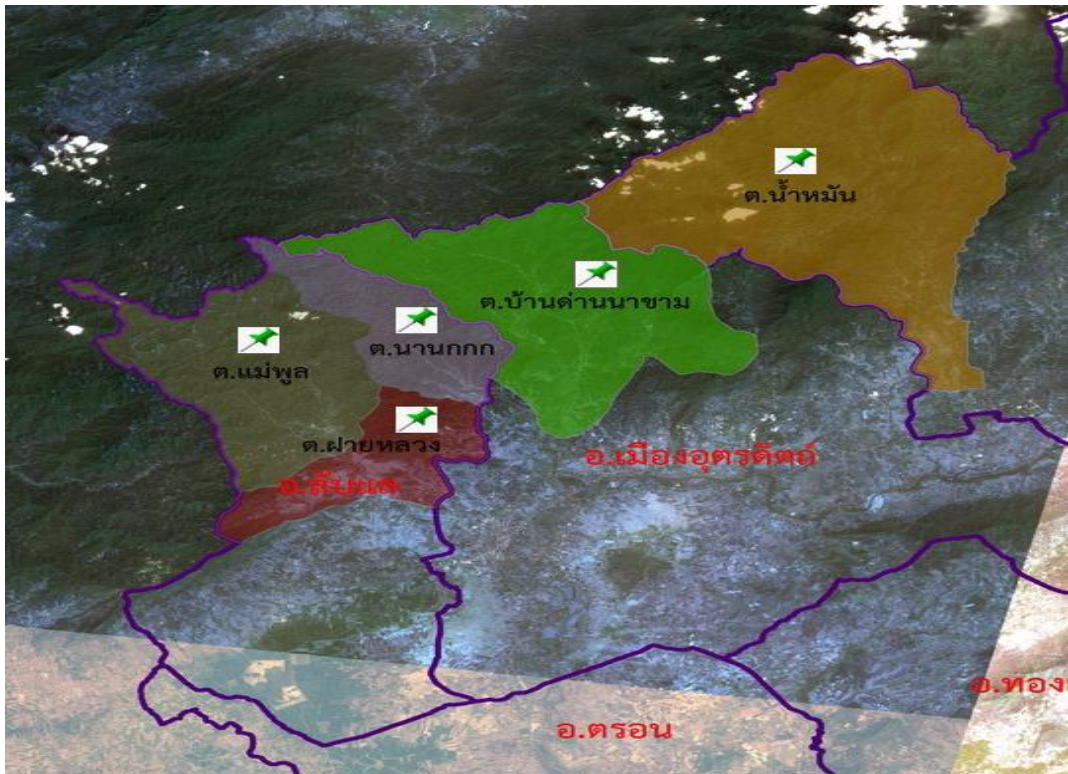 ต.น้ำหมัน
ต.บ้านด่านนาขาม
ต.นานกกก
ต.แม่พูล
ต.ฝายหลวง
อ.เมืองอุตรดิตถ์
อ.ลับแล
อ.ตรอน